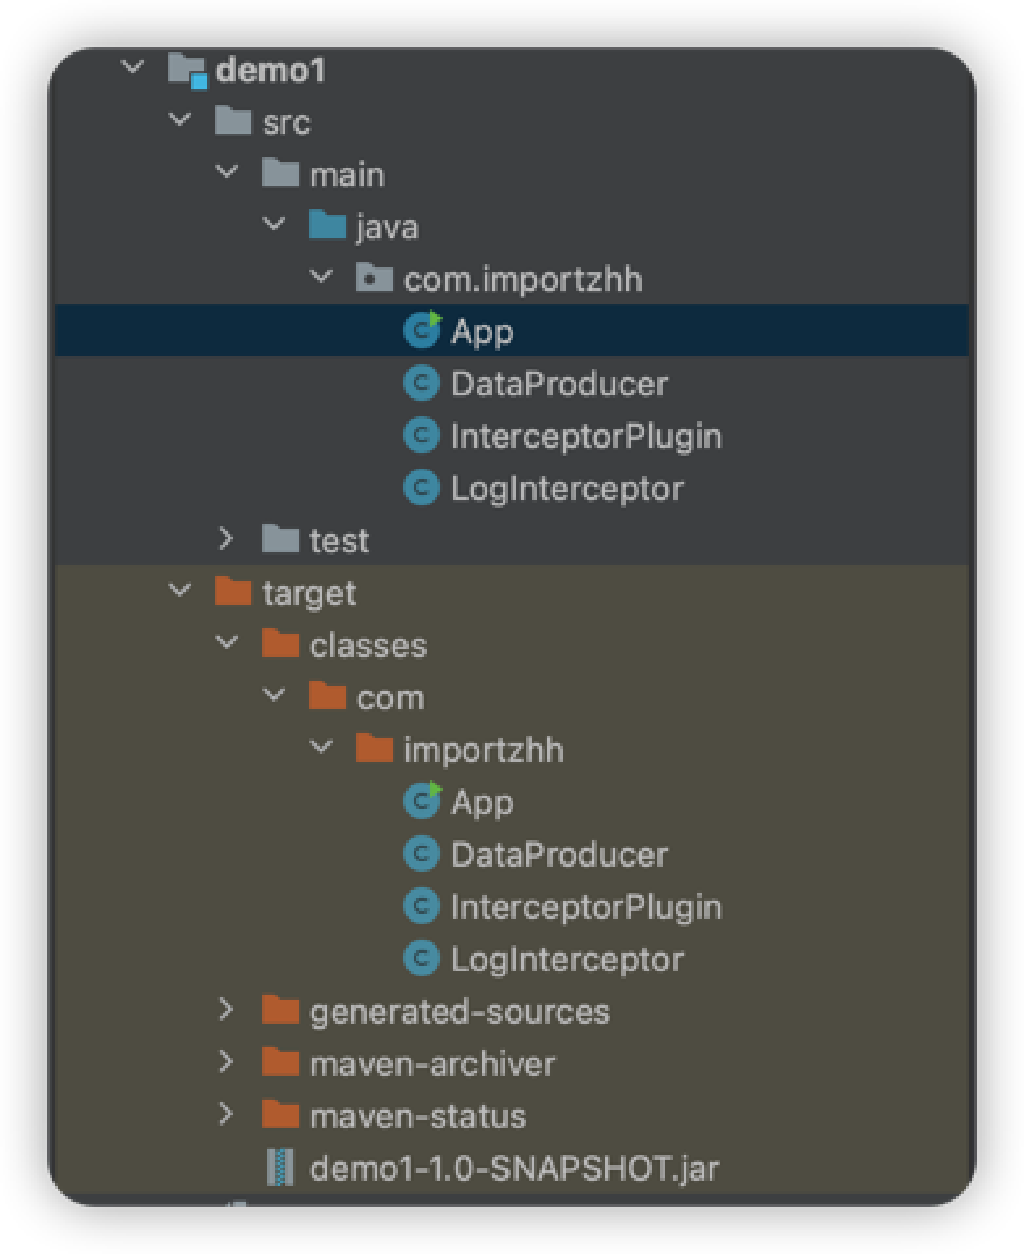 demo1
src
main
java
com.importzhh
App
DataProducer
InterceptorPlugin
LogInterceptor
test
target
classes
com
importzhh
App
DataProducer
InterceptorPlugin
LogInterceptor
generated-sources
maven-archiver
maven-status
demo1-1.0-SNAPSHOT.jar